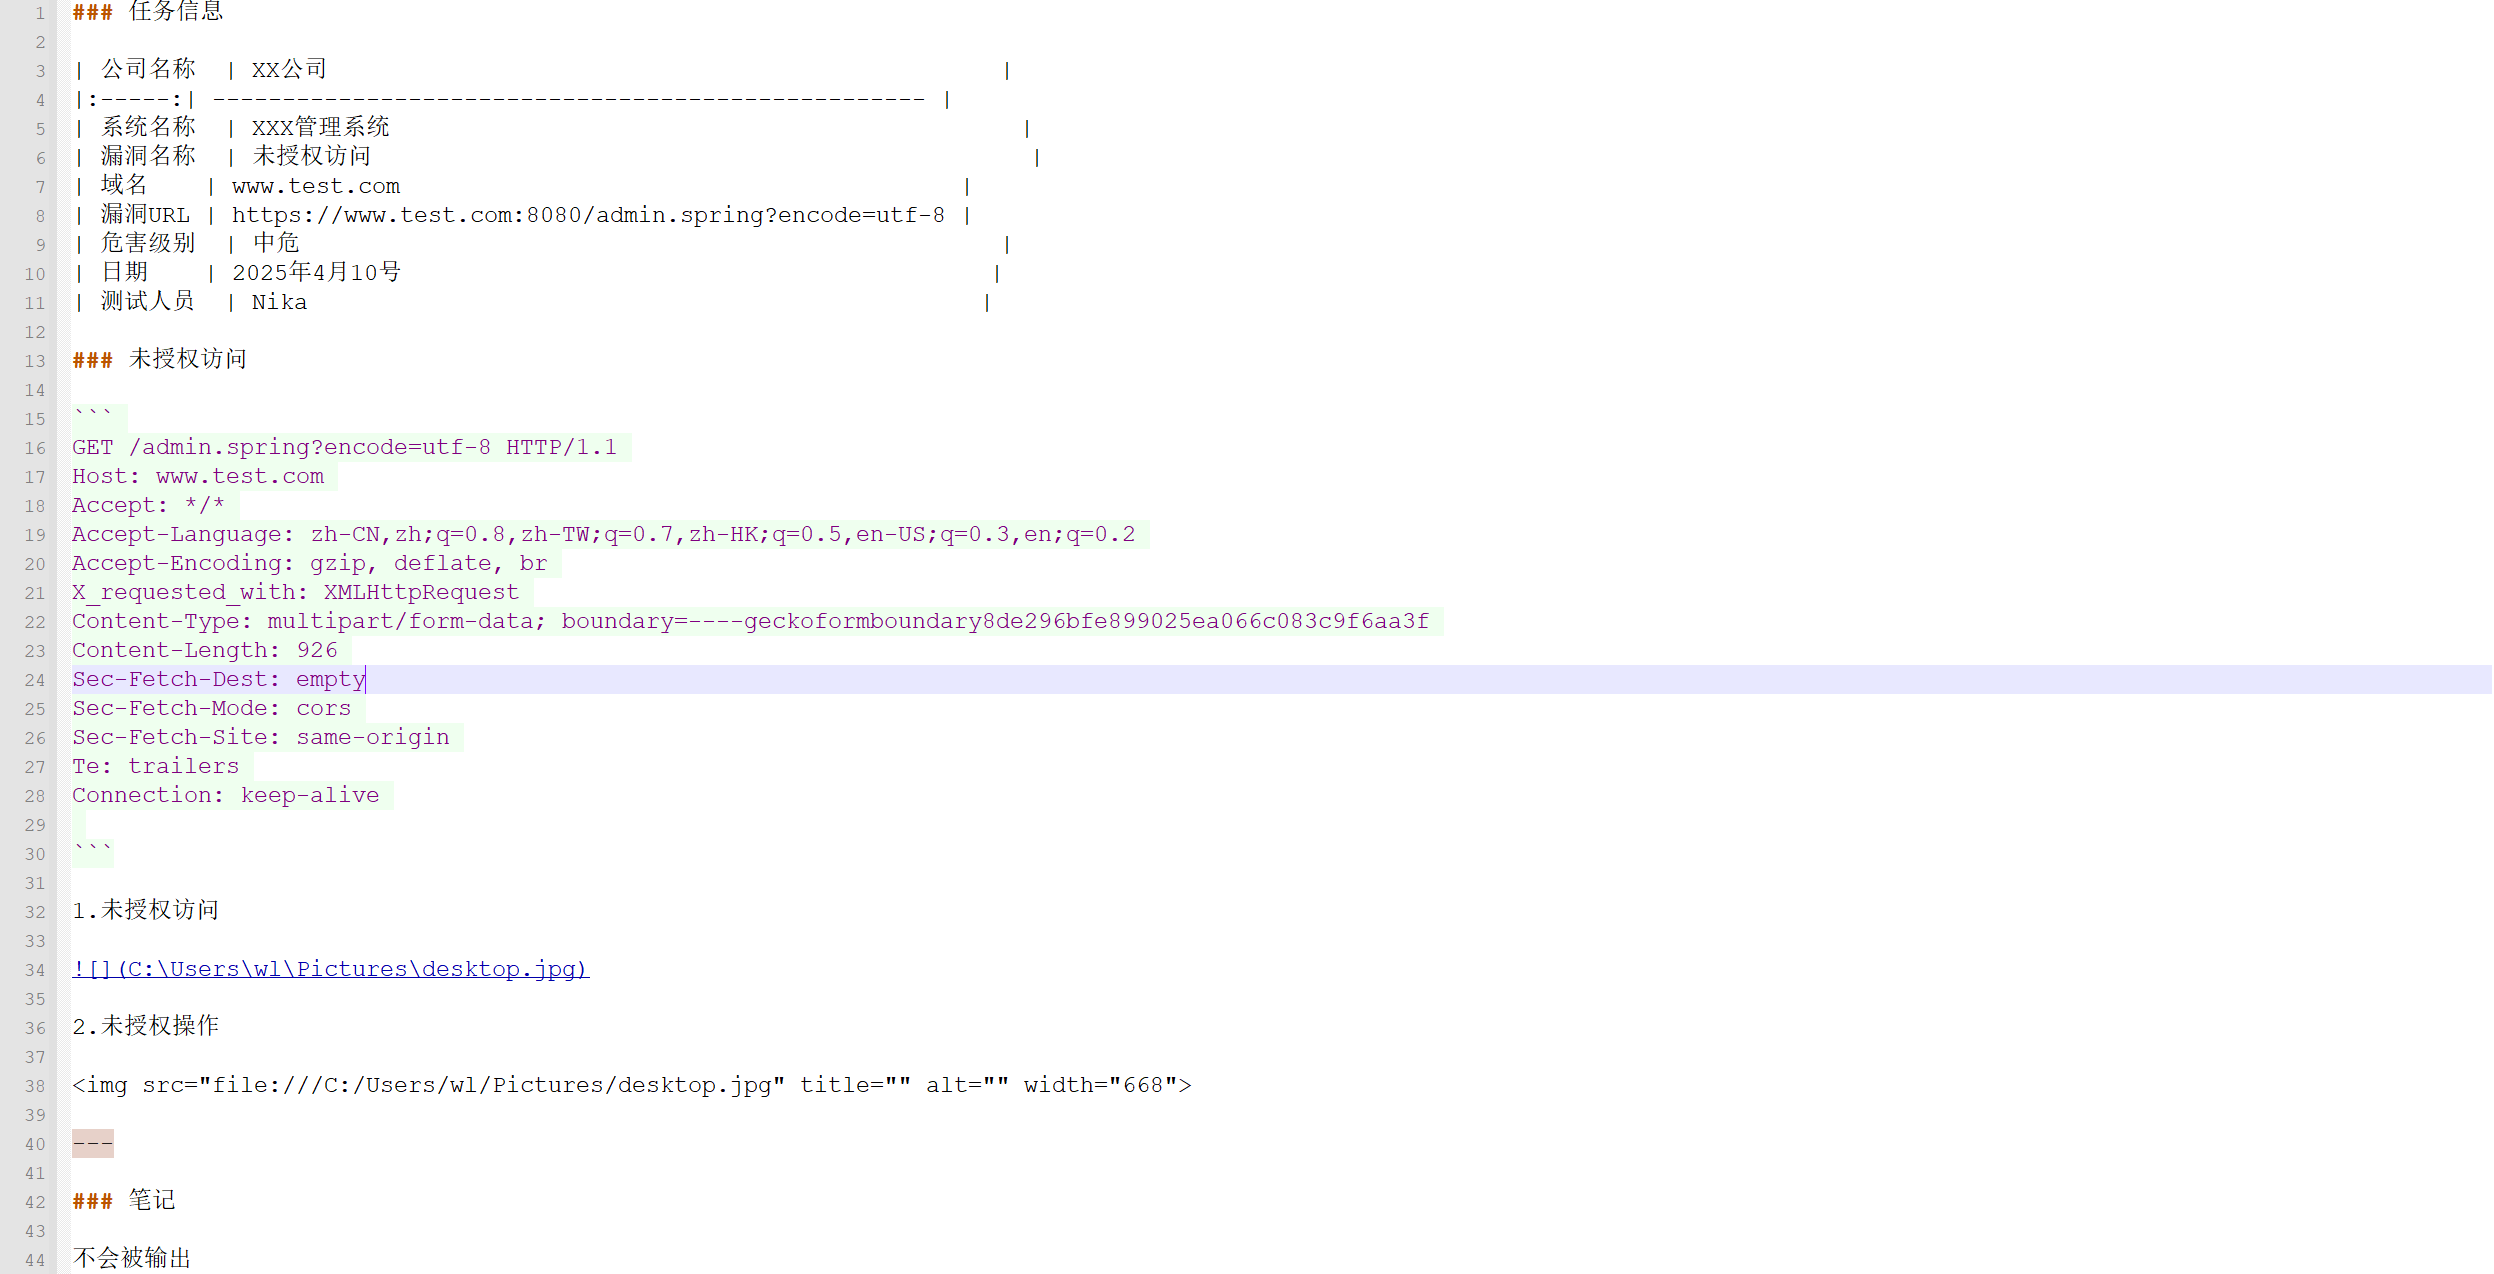 1 ### 任务信息
2
3 | 公司名称 | XX公司 |
4 |:-----:| --------------------------------------------------- |
5 | 系统名称 | XXX管理系统 |
6 | 漏洞名称 | 未授权访问 |
7 | 域名 | www.test.com |
8 | 漏洞URL | https://www.test.com:8080/admin.spring?encode=utf-8 |
9 | 危害级别 | 中危 |
10 | 日期 | 2025年4月10号 |
11 | 测试人员 | Nika |
12
13 ### 未授权访问
14
15 ```
16 GET /admin.spring?encode=utf-8 HTTP/1.1
17 Host: www.test.com
18 Accept: */*
19 Accept-Language: zh-CN,zh;q=0.8,zh-TW;q=0.7,zh-HK;q=0.5,en-US;q=0.3,en;q=0.2
20 Accept-Encoding: gzip, deflate, br
21 X_requested_with: XMLHttpRequest
22 Content-Type: multipart/form-data; boundary=----geckoformboundary8de296bfe899025ea066c083c9f6aa3f
23 Content-Length: 926
24 Sec-Fetch-Dest: empty
25 Sec-Fetch-Mode: cors
26 Sec-Fetch-Site: same-origin
27 Te: trailers
28 Connection: keep-alive
29
30 ```
31
32 1.未授权访问
33
34 ![](C:\Users\wl\Pictures\desktop.jpg)
35
36 2.未授权操作
37
38 <img src="file:///C:/Users/wl/Pictures/desktop.jpg" title="" alt="" width="668">
39
40 ---
41
42 ### 笔记
43
44 不会被输出